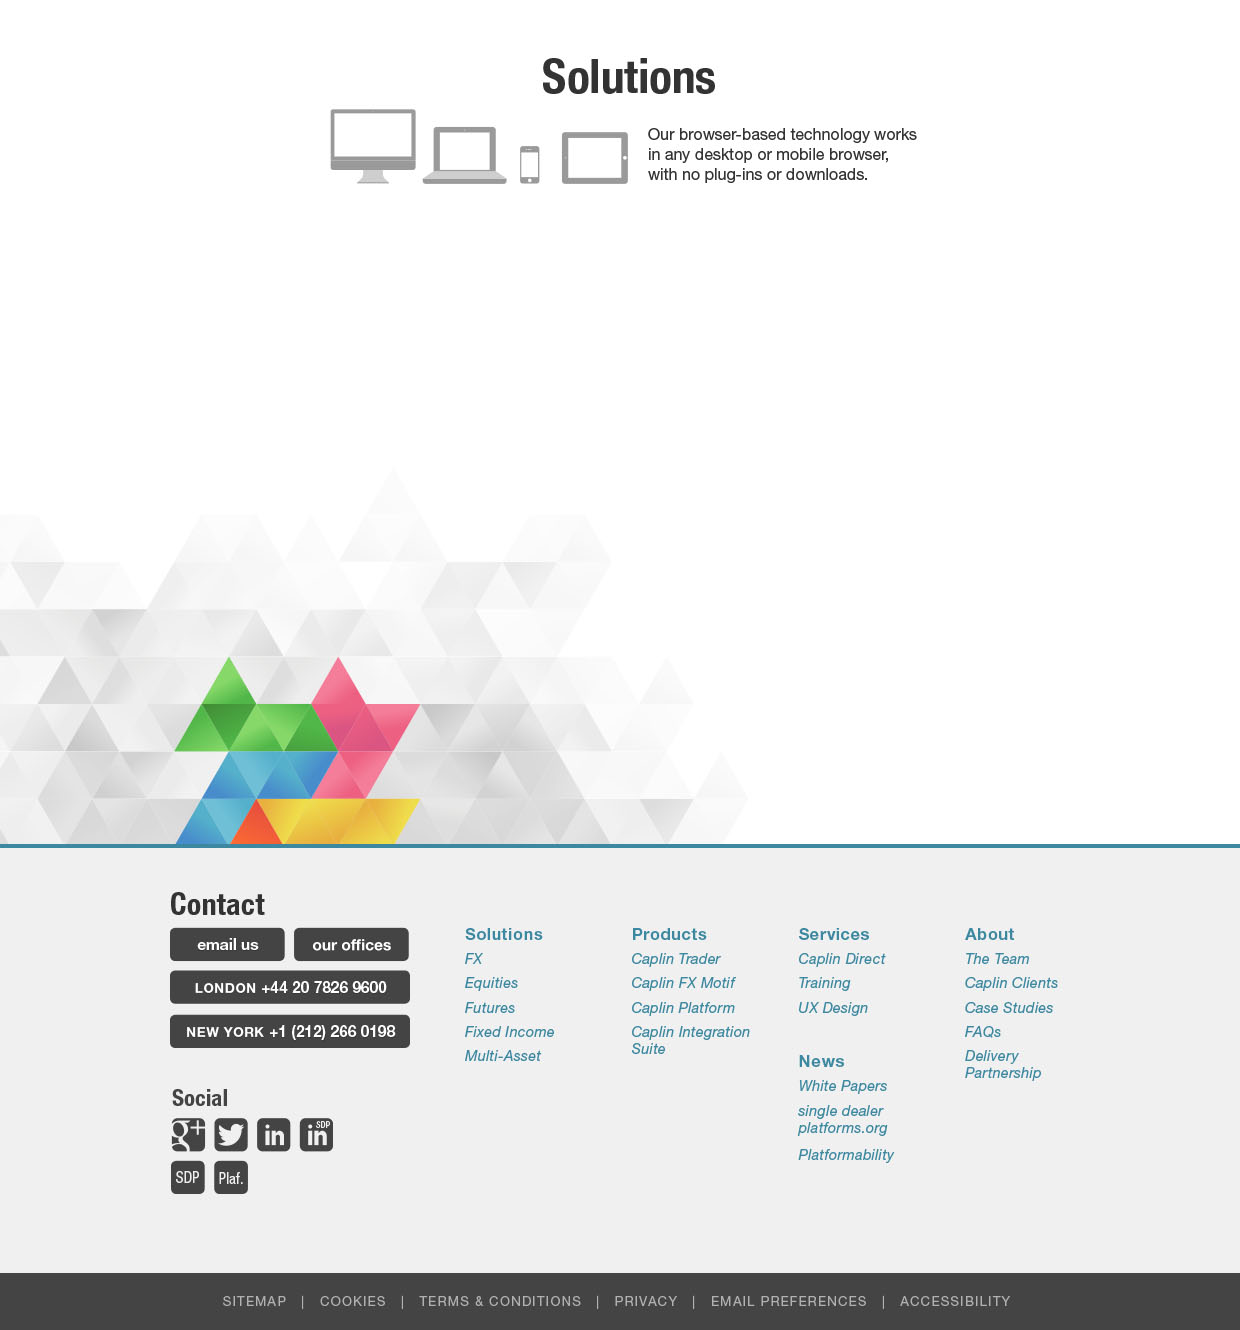 Solutions
Our browser-based technology works
in any desktop or mobile browser,
with no plug-ins or downloads.
Contact
email us
our offices
LONDON +44 20 7826 9600
NEW YORK +1 (212) 266 0198
Social
g+
in
in SDP
SDP
Plaf.
Solutions
FX
Equities
Futures
Fixed Income
Multi-Asset
Products
Caplin Trader
Caplin FX Motif
Caplin Platform
Caplin Integration
Suite
Services
Caplin Direct
Training
UX Design
News
White Papers
single dealer
platforms.org
Platformability
About
The Team
Caplin Clients
Case Studies
FAQs
Delivery
Partnership
SITEMAP | COOKIES | TERMS & CONDITIONS | PRIVACY | EMAIL PREFERENCES | ACCESSIBILITY